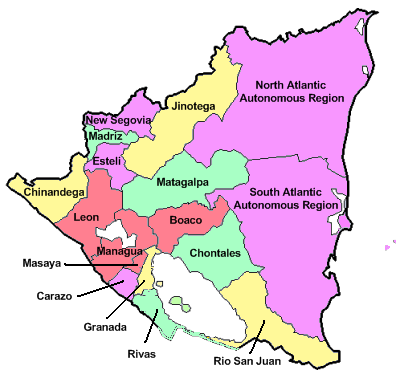 North Atlantic
Autonomous Region
Jinotega
New Segovia
Madriz
Esteli
Matagalpa
Chinandega
South Atlantic
Autonomous Region
Leon
Boaco
Managua
Chontales
Masaya
Carazo
Granada
Rivas
Rio San Juan